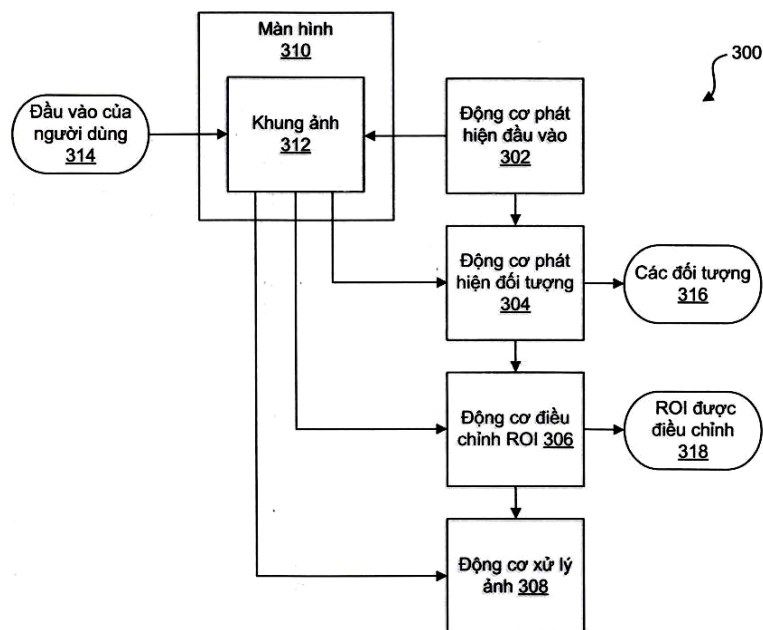 Màn hình
310
300
Đầu vào của
người dùng
314
Khung ảnh
312
Động cơ phát
hiện đầu vào
302
Động cơ phát
hiện đối tượng
304
Các đối tượng
316
Động cơ điều
chỉnh ROI 306
ROI được
điều chỉnh
318
Động cơ xử lý
ảnh 308